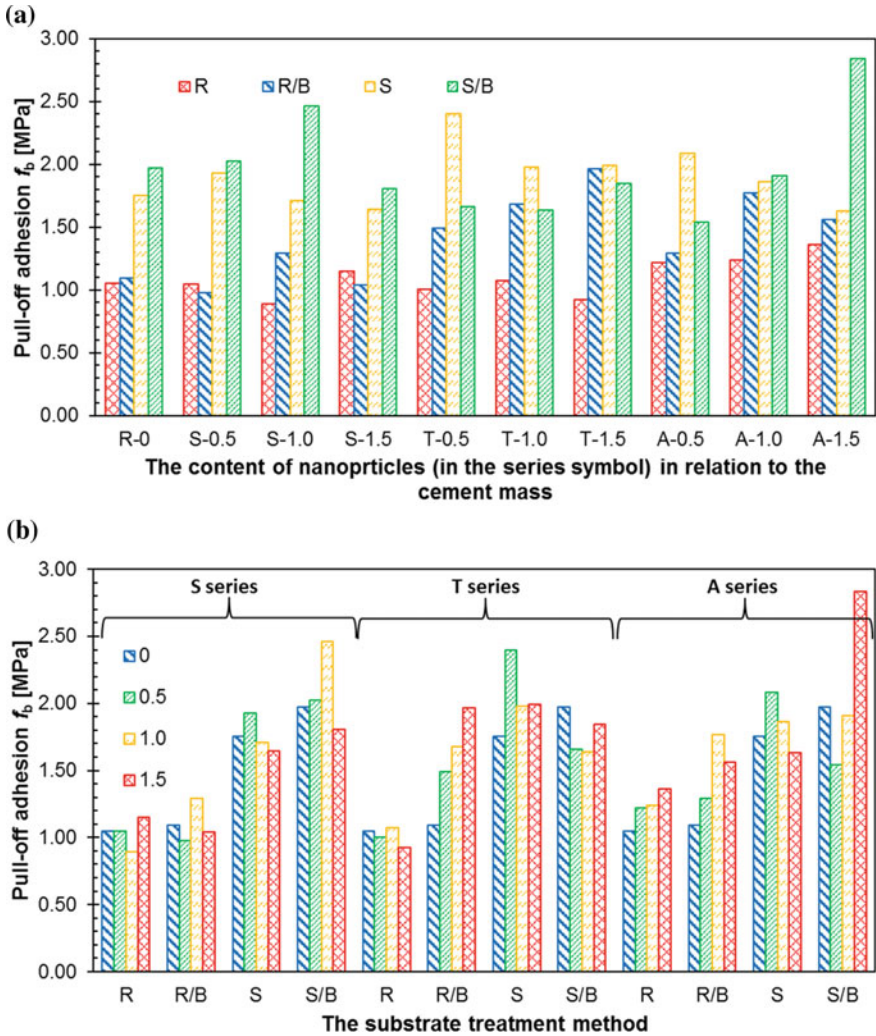 (a)
3.00
2.50
2.00
1.50
1.00
0.50
0.00
Pull-off adhesion fb [MPa]
R R/B S S/B
R-0 S-0.5 S-1.0 S-1.5 T-0.5 T-1.0 T-1.5 A-0.5 A-1.0 A-1.5
The content of nanoprticles (in the series symbol) in relation to the
cement mass
(b)
3.00
2.50
2.00
1.50
1.00
0.50
0.00
Pull-off adhesion fb [MPa]
S series T series A series
0
0.5
1.0
1.5
R R/B S S/B R R/B S S/B R R/B S S/B
The substrate treatment method